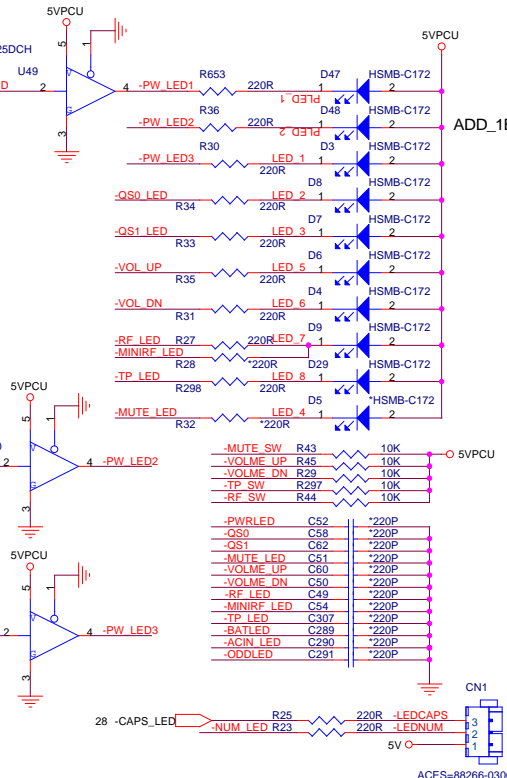 5VPCU
5VPCU
25DCH
U49
5 1
2 V 4 -PW_LED1 R653 220R PLED_1 D47 1 2 HSMB-C172
G
3
-PW_LED2 R36 220R PLED_2 D48 1 2 HSMB-C172
ADD_1
-PW_LED3 R30 220R LED_1 D3 1 2 HSMB-C172
-QS0_LED R34 220R LED_2 D8 1 2 HSMB-C172
-QS1_LED R33 220R LED_3 D7 1 2 HSMB-C172
-VOL_UP R35 220R LED_5 D6 1 2 HSMB-C172
-VOL_DN R31 220R LED_6 D4 1 2 HSMB-C172
-RF_LED R27 220R LED_7 D9 1 2 HSMB-C172
-MINIRF_LED R28 *220R
-TP_LED R298 220R LED_8 D29 1 2 HSMB-C172
-MUTE_LED R32 *220R LED_4 D5 1 2 *HSMB-C172
5VPCU
5 1
2 V 4 -PW_LED2
G
3
-MUTE_SW R43 10K 5VPCU
-VOLME_UP R45 10K
-VOLME_DN R29 10K
-TP_SW R297 10K
-RF_SW R44 10K
5VPCU
5 1
2 V 4 -PW_LED3
G
3
-PWRLED C52 *220P
-QS0 C58 *220P
-QS1 C62 *220P
-MUTE_LED C51 *220P
-VOLME_UP C60 *220P
-VOLME_DN C50 *220P
-RF_LED C49 *220P
-MINIRF_LED C54 *220P
-TP_LED C307 *220P
-BATLED C289 *220P
-ACIN_LED C290 *220P
-ODDLED C291 *220P
CN1
28 -CAPS_LED R25 220R -LEDCAPS 3
-NUM_LED R23 220R -LEDNUM 2
5V 1
ACES=88266-030